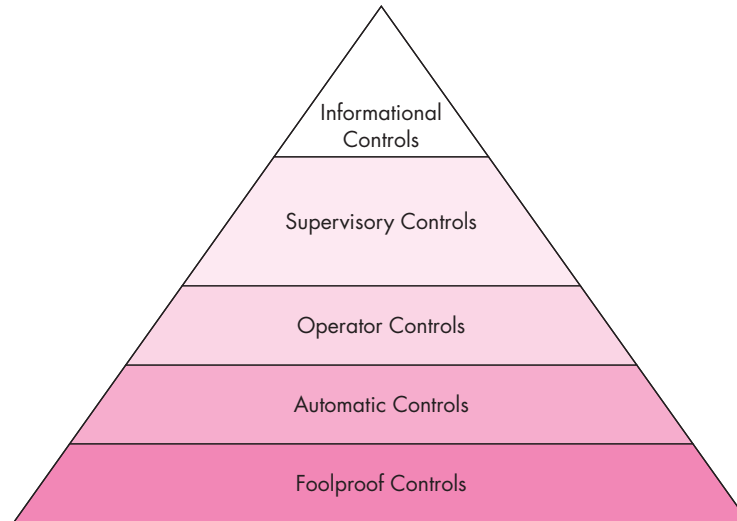 Informational
Controls
Supervisory Controls
Operator Controls
Automatic Controls
Foolproof Controls